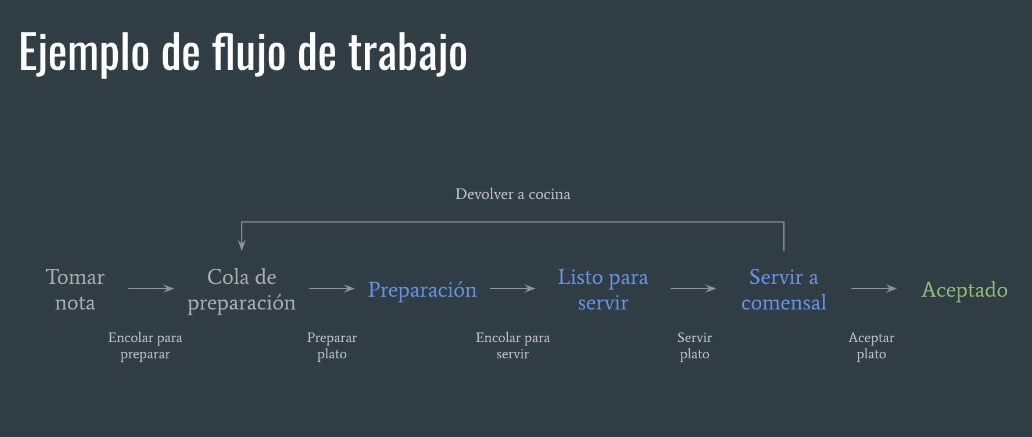 Ejemplo de flujo de trabajo
Devolver a cocina
Tomar
nota
Cola de
preparación
Preparación
Listo para
servir
Servir a
comensal
Aceptado
Encolar para
preparar
Preparar
plato
Encolar para
servir
Servir
plato
Aceptar
plato